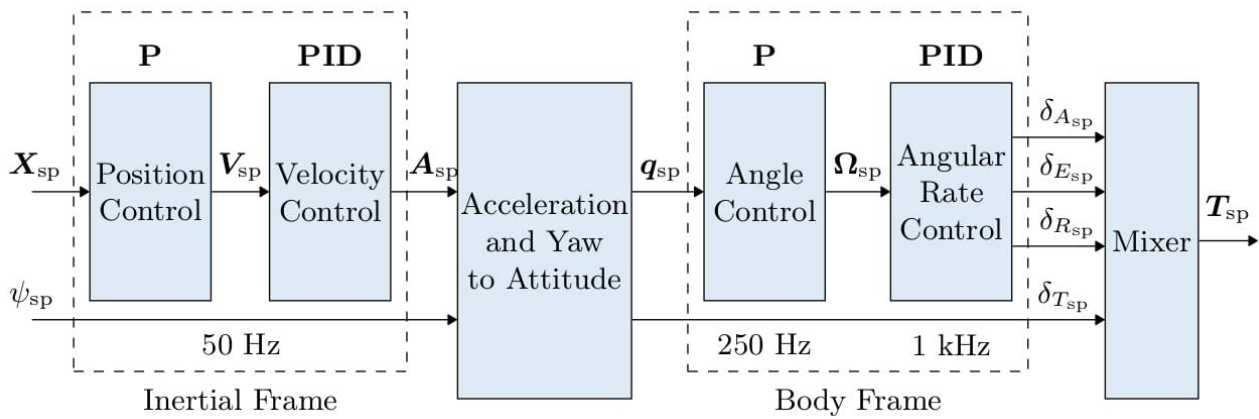 P
PID
P
PID
X_sp
Position
Control
V_sp
Velocity
Control
A_sp
Acceleration
and Yaw
to Attitude
q_sp
Angle
Control
Ω_sp
Angular
Rate
Control
δ_A_sp
δ_E_sp
δ_R_sp
δ_T_sp
Mixer
T_sp
ψ_sp
50 Hz
250 Hz
1 kHz
Inertial Frame
Body Frame